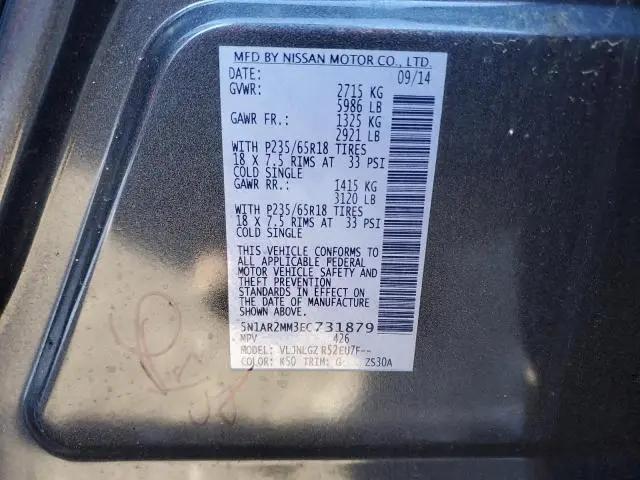 MFD BY NISSAN MOTOR CO., LTD.
DATE: 09/14
GVWR: 2715 KG
5986 LB
GAWR FR.: 1325 KG
2921 LB
WITH P235/65R18 TIRES
18 X 7.5 RIMS AT 33 PSI
COLD SINGLE
GAWR RR.: 1415 KG
3120 LB
WITH P235/65R18 TIRES
18 X 7.5 RIMS AT 33 PSI
COLD SINGLE
THIS VEHICLE CONFORMS TO
ALL APPLICABLE FEDERAL
MOTOR VEHICLE SAFETY AND
THEFT PREVENTION
STANDARDS IN EFFECT ON
THE DATE OF MANUFACTURE
SHOWN ABOVE.
5N1AR2MM3EC731879
MPV 426
MODEL: VLJNLGZ R52EU7F--
COLOR: K50 TRIM: G ZS30A